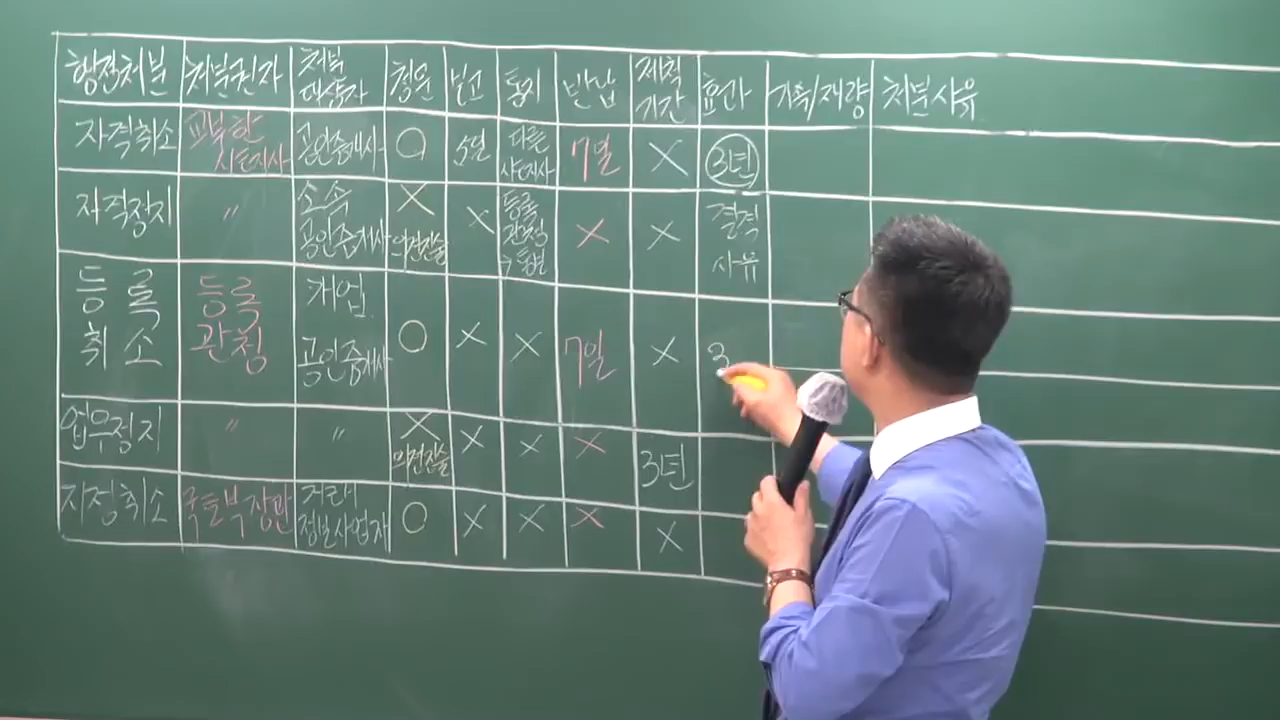 행정처분 처분권자 처분대상자 청문 보고 통지 반납 제척기간 효과 기속/재량 처분사유
자격취소 교부한 시·도지사 공인중개사 ○ 5일 다른 시·도지사 7일 X 3년
자격정지 〃 소속공인중개사 X 의견진술 X 등록관청→통보 X X 결격사유
등록취소 등록관청 개업공인중개사 ○ X X 7일 X 3
업무정지 〃 〃 X 의견진술 X X X 3년
지정취소 국토부장관 거래정보사업자 ○ X X X X